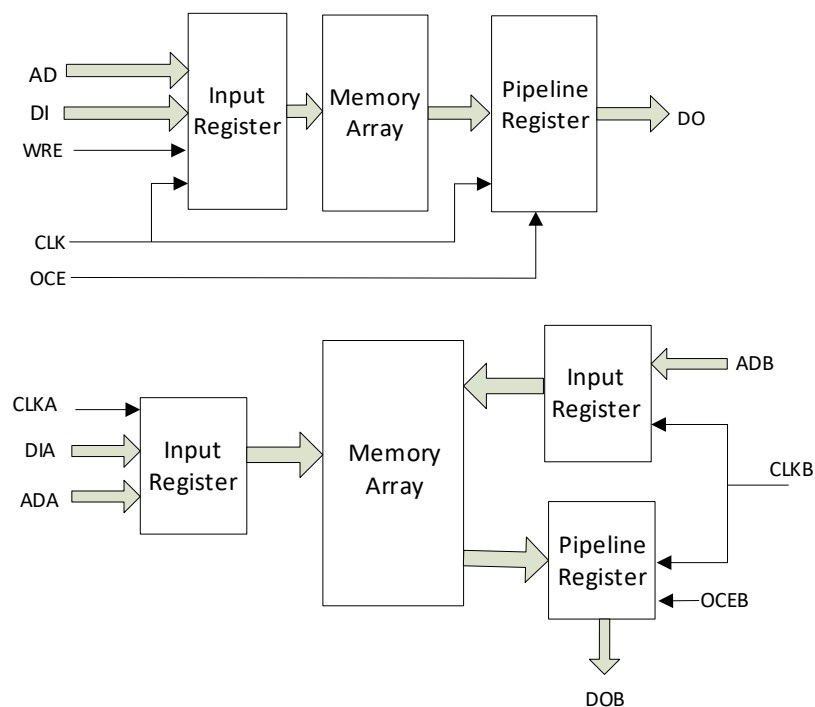 AD
DI
WRE
CLK
OCE
Input
Register
Memory
Array
Pipeline
Register
DO
CLKA
DIA
ADA
Input
Register
Memory
Array
Input
Register
ADB
CLKB
Pipeline
Register
OCEB
DOB